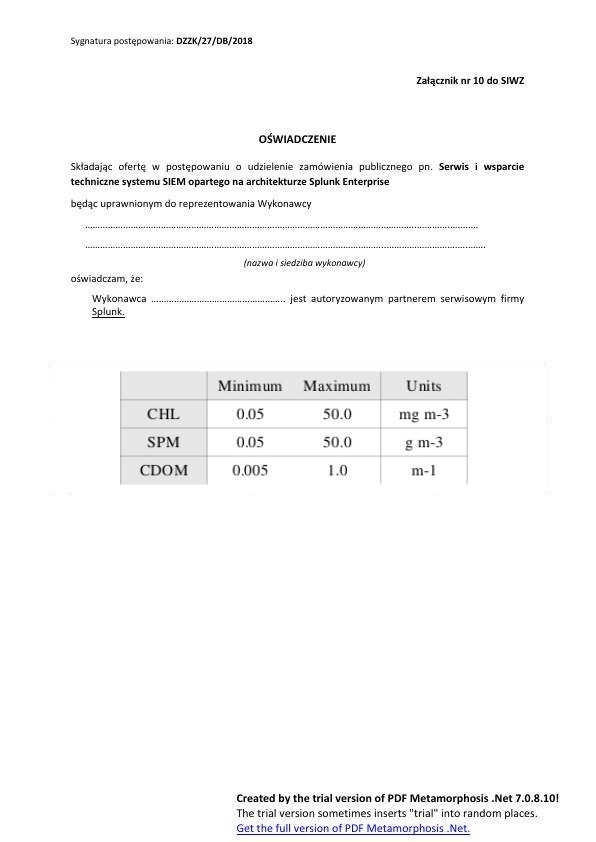 Sygnatura postępowania: DZZK/27/DB/2018
Załącznik nr 10 do SIWZ
OŚWIADCZENIE
Składając ofertę w postępowaniu o udzielenie zamówienia publicznego pn. Serwis i wsparcie
techniczne systemu SIEM opartego na architekturze Splunk Enterprise
będąc uprawnionym do reprezentowania Wykonawcy
…………………………………………………………………………………………………………………………
……………………………………………………………………………………………………………………………
(nazwa i siedziba wykonawcy)
oświadczam, że:
Wykonawca ……………………………………….. jest autoryzowanym partnerem serwisowym firmy
Splunk.
Minimum Maximum Units
CHL 0.05 50.0 mg m-3
SPM 0.05 50.0 g m-3
CDOM 0.005 1.0 m-1
Created by the trial version of PDF Metamorphosis .Net 7.0.8.10!
The trial version sometimes inserts "trial" into random places.
Get the full version of PDF Metamorphosis .Net.